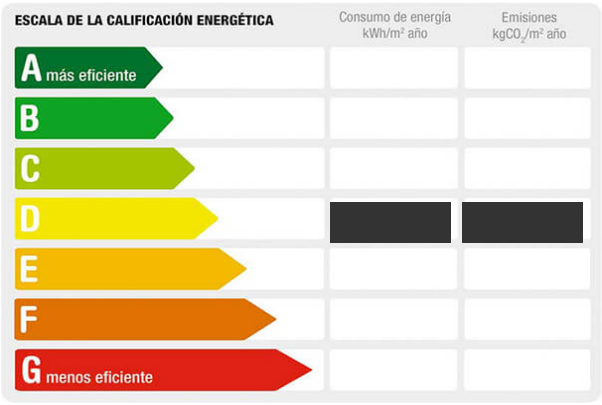 ESCALA DE LA CALIFICACIÓN ENERGÉTICA
Consumo de energía
kWh/m² año
Emisiones
kgCO₂/m² año
A más eficiente
B
C
D
E
F
G menos eficiente